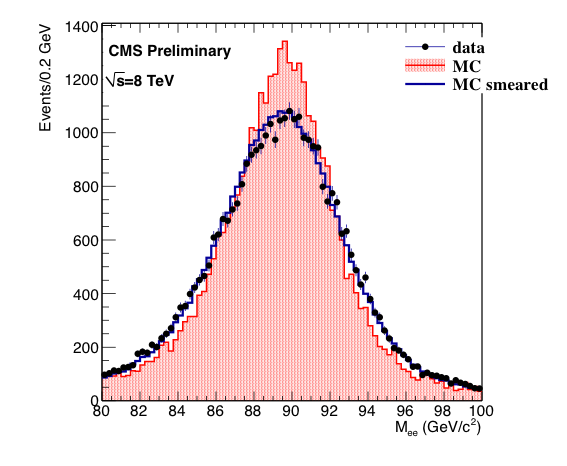 1400
1200
1000
800
600
400
200
0
Events/0.2 GeV
CMS Preliminary
√s=8 TeV
data
MC
MC smeared
80 82 84 86 88 90 92 94 96 98 100
M_ee (GeV/c²)